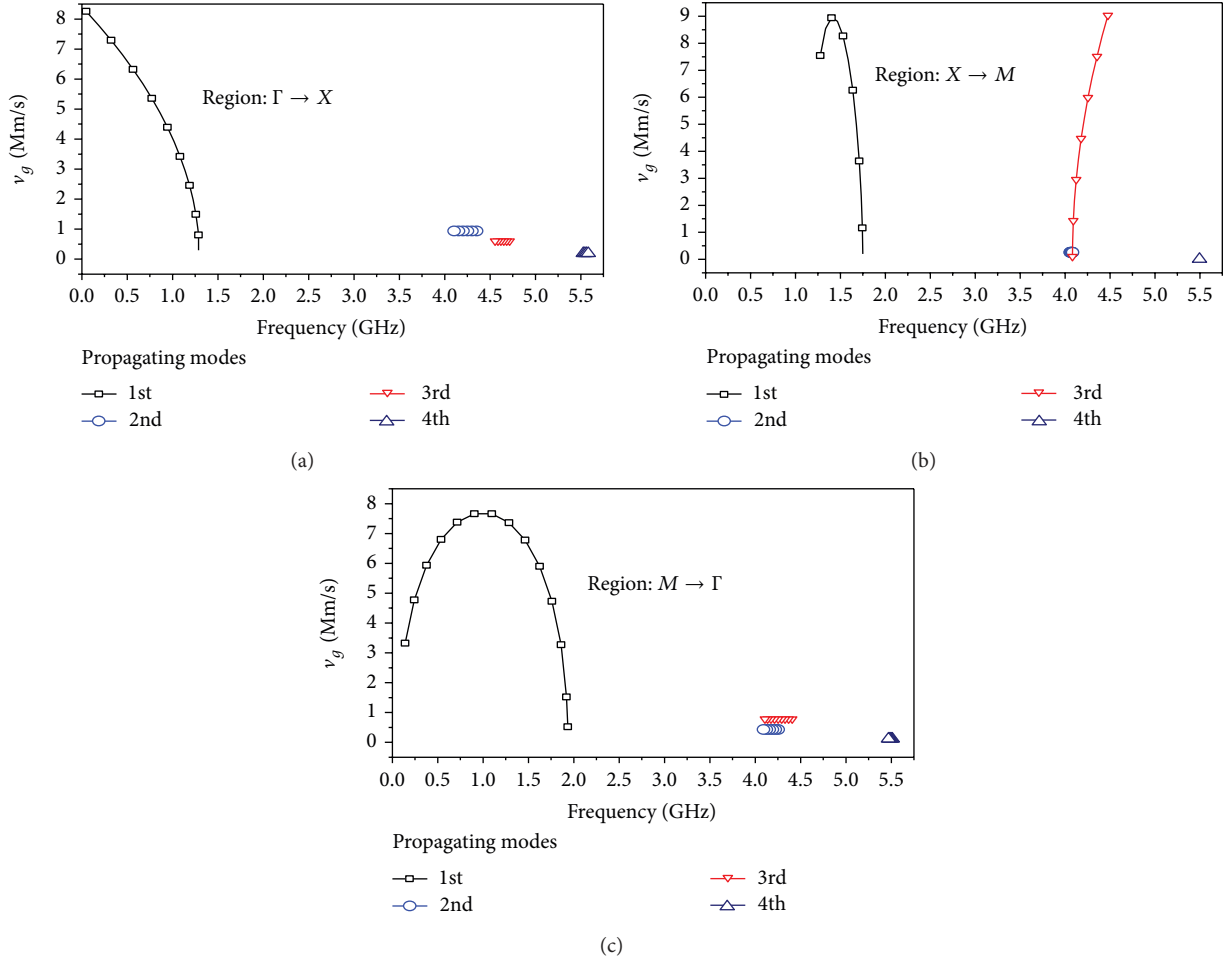 8
7
6
5
4
3
2
1
0
v_g (Mm/s)
Region: Γ → X
0.0 0.5 1.0 1.5 2.0 2.5 3.0 3.5 4.0 4.5 5.0 5.5
Frequency (GHz)
Propagating modes
1st 3rd
2nd 4th
(a)
9
8
7
6
5
4
3
2
1
0
v_g (Mm/s)
Region: X → M
0.0 0.5 1.0 1.5 2.0 2.5 3.0 3.5 4.0 4.5 5.0 5.5
Frequency (GHz)
Propagating modes
1st 3rd
2nd 4th
(b)
8
7
6
5
4
3
2
1
0
v_g (Mm/s)
Region: M → Γ
0.0 0.5 1.0 1.5 2.0 2.5 3.0 3.5 4.0 4.5 5.0 5.5
Frequency (GHz)
Propagating modes
1st 3rd
2nd 4th
(c)